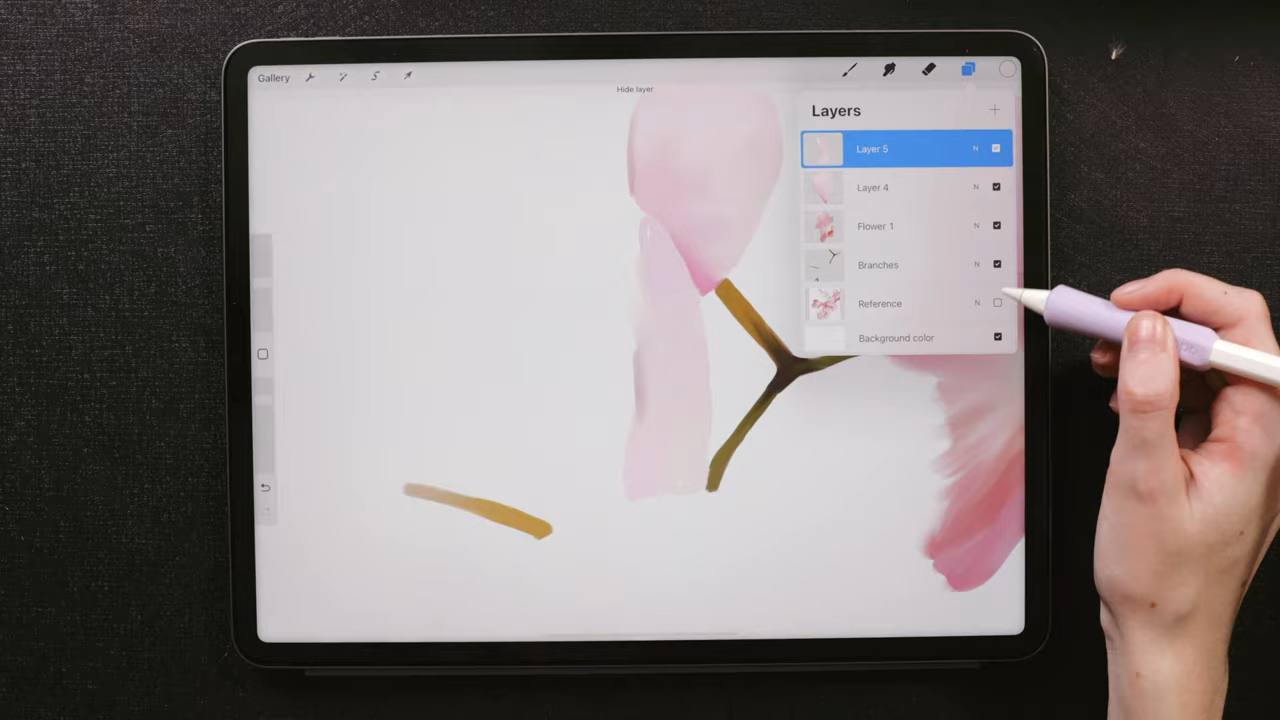 Gallery
Hide layer
Layers
Layer 5 N
Layer 4 N
Flower 1 N
Branches N
Reference N
Background color